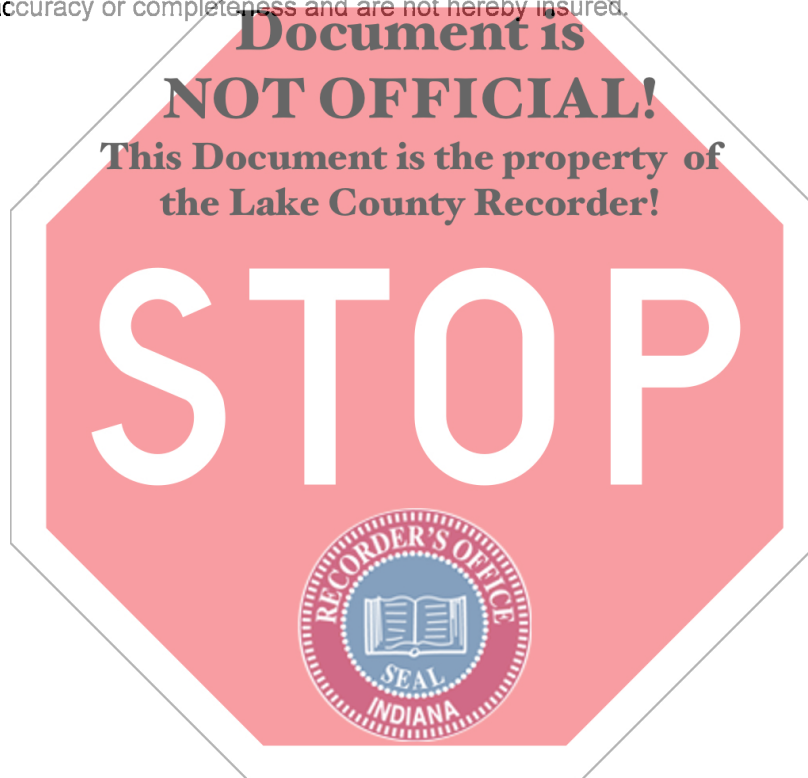 ccuracy or completeness and are not hereby insured.
Document is
NOT OFFICIAL!
This Document is the property of
the Lake County Recorder!
STOP
RECORDER'S OFFICE
SEAL
INDIANA